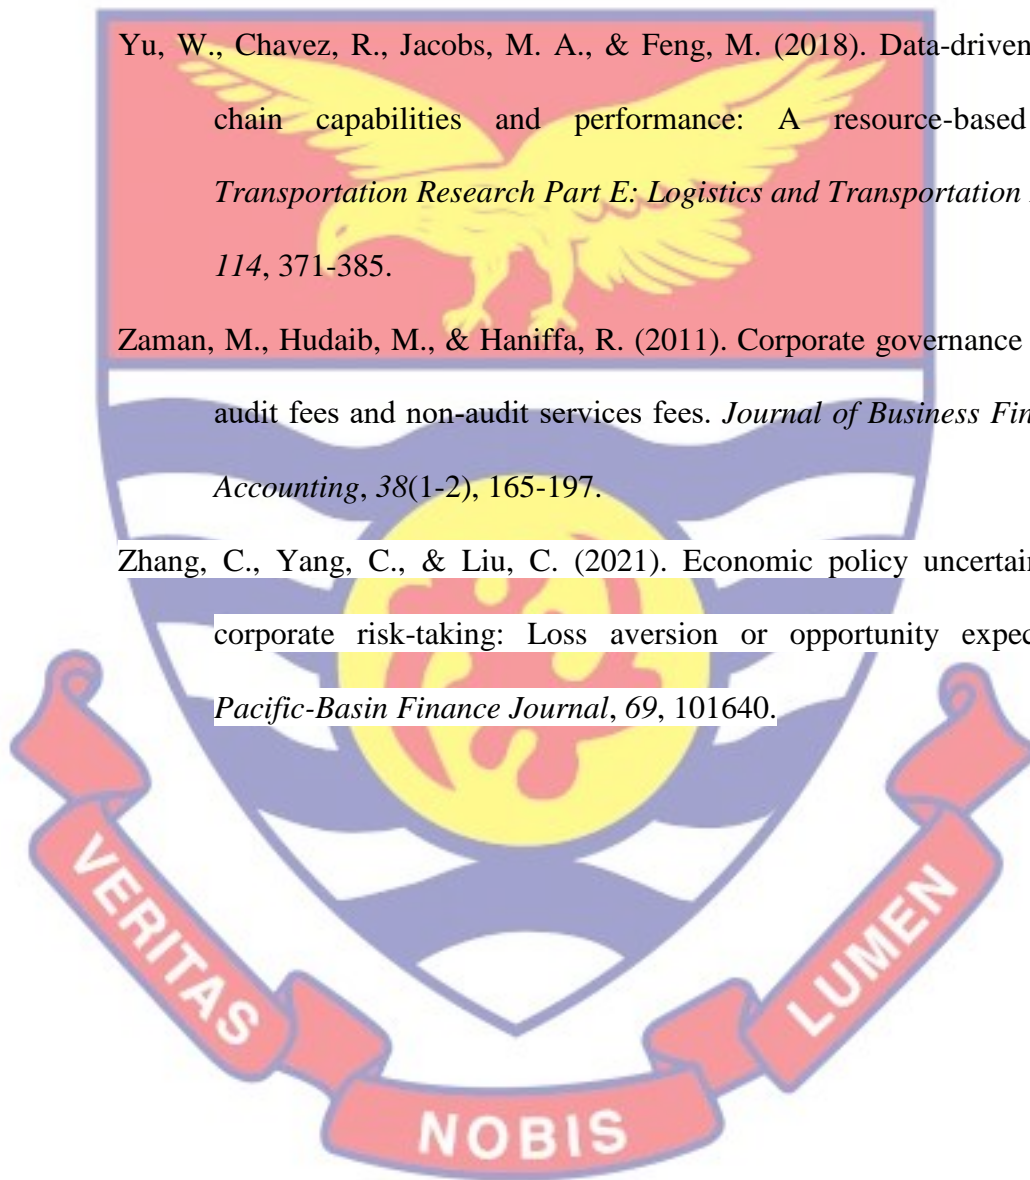 Yu, W., Chavez, R., Jacobs, M. A., & Feng, M. (2018). Data-driven
chain capabilities and performance: A resource-based
Transportation Research Part E: Logistics and Transportation
114, 371-385.
Zaman, M., Hudaib, M., & Haniffa, R. (2011). Corporate governance
audit fees and non-audit services fees. Journal of Business
Accounting, 38(1-2), 165-197.
Zhang, C., Yang, C., & Liu, C. (2021). Economic policy
corporate risk-taking: Loss aversion or opportunity
Pacific-Basin Finance Journal, 69, 101640.
VERITAS
NOBIS
LUMEN